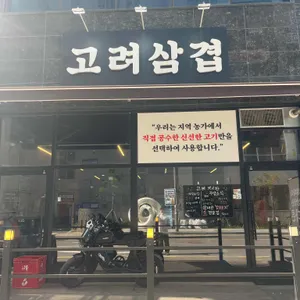 고려삼겹
"우리는 지역 농가에서
직접 공수한 신선한 고기만을
선택하여 사용합니다."